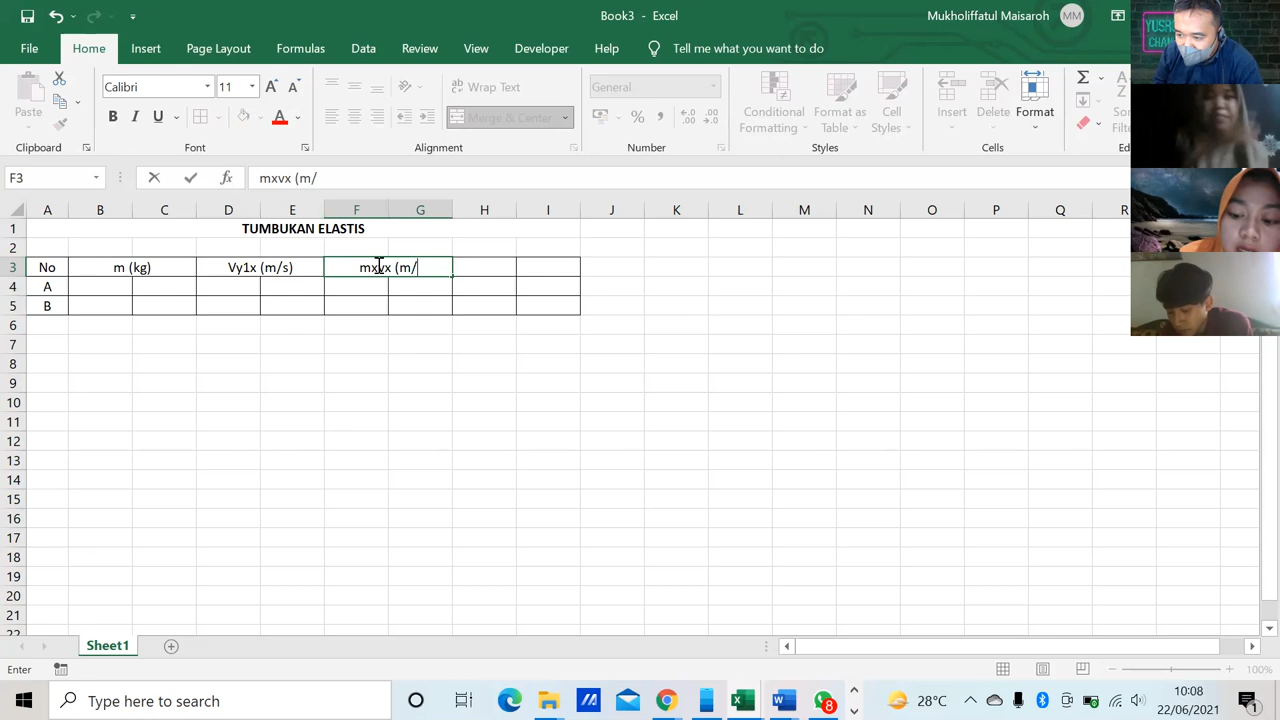 Book3 - Excel
Mukholiffatul Maisaroh MM
File Home Insert Page Layout Formulas Data Review View Developer Help Tell me what you want to do
Paste
Clipboard
Calibri 11
B I U
Font
Wrap Text
Merge & Center
Alignment
General
Number
Conditional Formatting
Format as Table
Cell Styles
Styles
Insert Delete Format
Cells
F3 mxvx (m/
A B C D E F G H I J K L M N O P Q R
1 TUMBUKAN ELASTIS
2
3 No m (kg) Vy1x (m/s) mxvx (m/
4 A
5 B
6
7
8
9
10
11
12
13
14
15
16
17
18
19
20
21
22
Sheet1
Enter 100%
Type here to search
8
28°C
10:08
22/06/2021
1